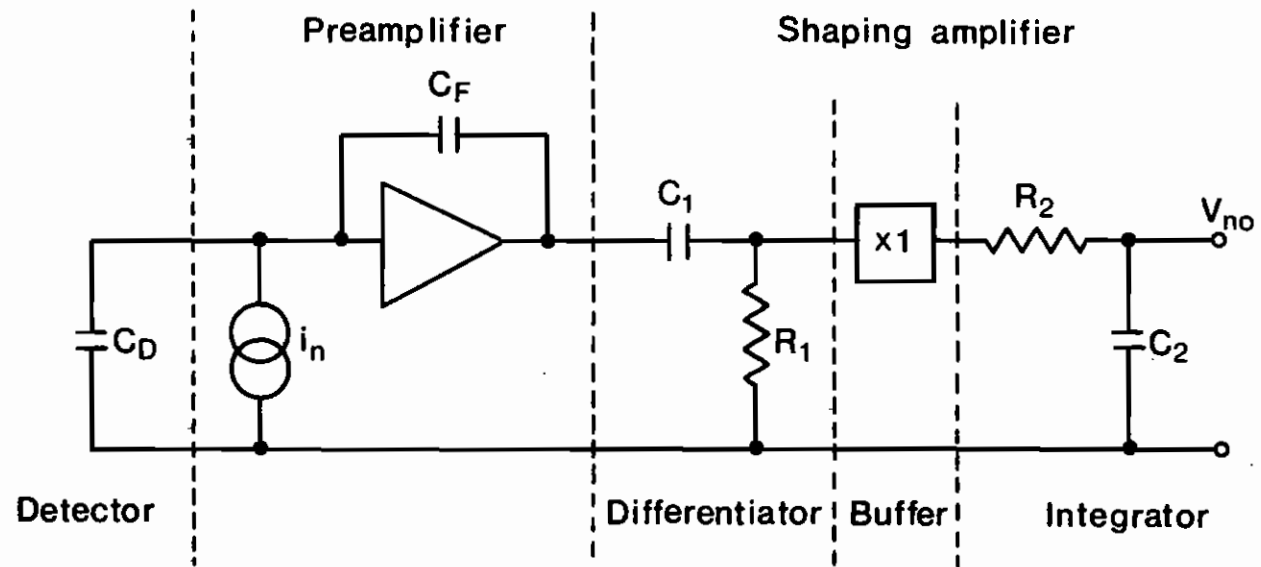 Preamplifier
Shaping amplifier
C_F
C_1
R_2
V_no
x1
C_D
i_n
R_1
C_2
Detector
Differentiator
Buffer
Integrator